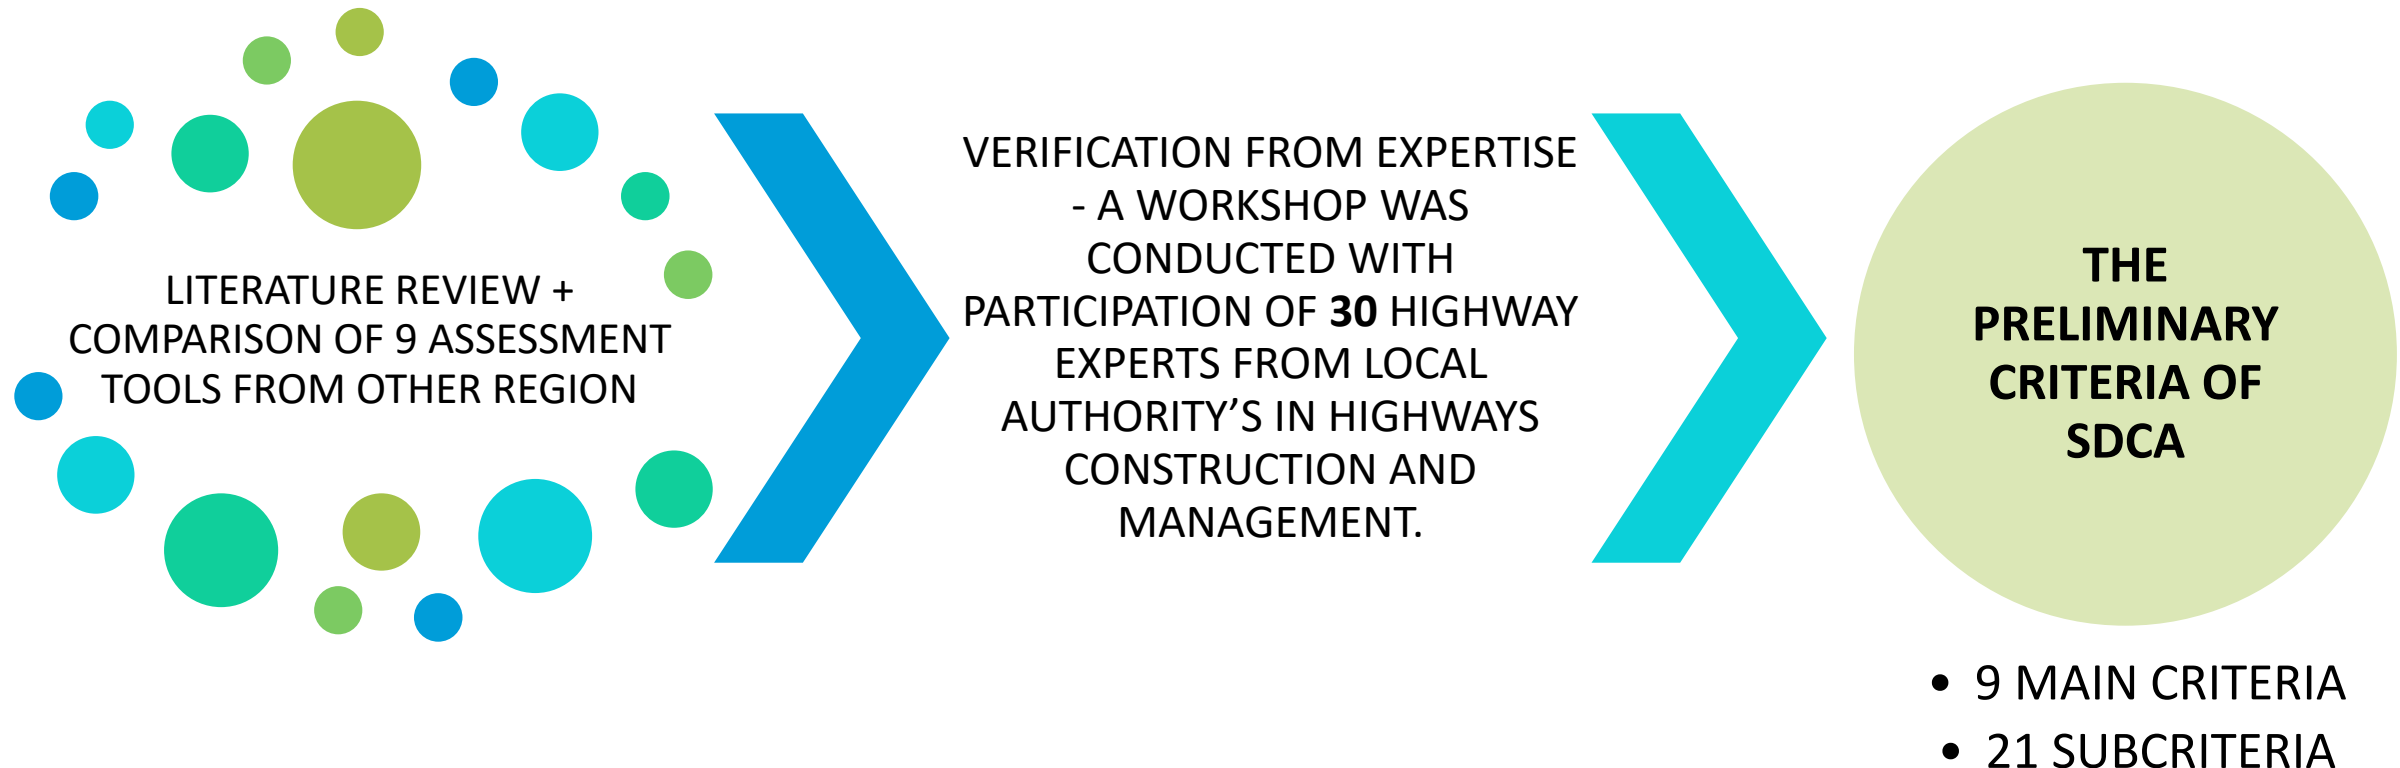 LITERATURE REVIEW +
COMPARISON OF 9 ASSESSMENT
TOOLS FROM OTHER REGION
VERIFICATION FROM EXPERTISE
- A WORKSHOP WAS
CONDUCTED WITH
PARTICIPATION OF 30 HIGHWAY
EXPERTS FROM LOCAL
AUTHORITY’S IN HIGHWAYS
CONSTRUCTION AND
MANAGEMENT.
THE
PRELIMINARY
CRITERIA OF
SDCA
• 9 MAIN CRITERIA
• 21 SUBCRITERIA